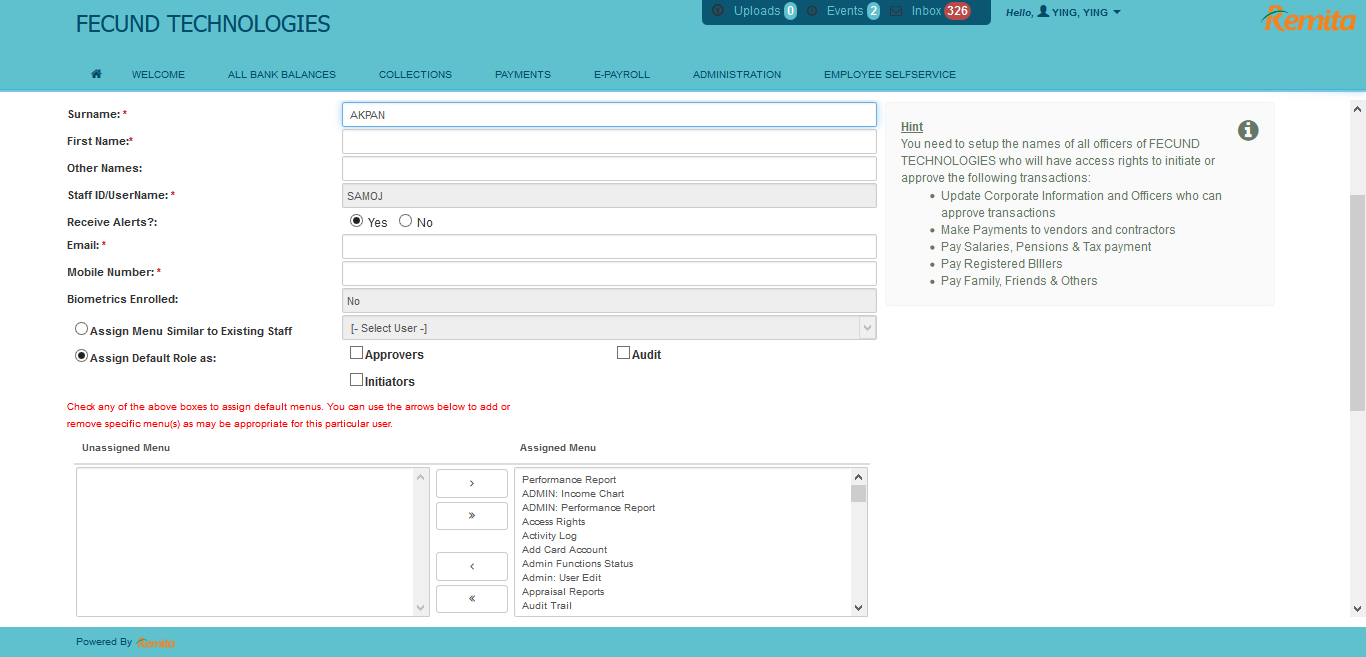 FECUND TECHNOLOGIES
Uploads 0 Events 2 Inbox 326
Hello, YING, YING
Remita
WELCOME ALL BANK BALANCES COLLECTIONS PAYMENTS E-PAYROLL ADMINISTRATION EMPLOYEE SELFSERVICE
Surname: * AKPAN
First Name:*
Other Names:
Staff ID/UserName: * SAMOJ
Receive Alerts?: Yes No
Email: *
Mobile Number: *
Biometrics Enrolled: No
Assign Menu Similar to Existing Staff [- Select User -]
Assign Default Role as: Approvers Audit
Initiators
Check any of the above boxes to assign default menus. You can use the arrows below to add or
remove specific menu(s) as may be appropriate for this particular user.
Unassigned Menu Assigned Menu
>
»
<
«
Performance Report
ADMIN: Income Chart
ADMIN: Performance Report
Access Rights
Activity Log
Add Card Account
Admin Functions Status
Admin: User Edit
Appraisal Reports
Audit Trail
Hint
You need to setup the names of all officers of FECUND
TECHNOLOGIES who will have access rights to initiate or
approve the following transactions:
• Update Corporate Information and Officers who can
approve transactions
• Make Payments to vendors and contractors
• Pay Salaries, Pensions & Tax payment
• Pay Registered BIllers
• Pay Family, Friends & Others
Powered By Remita